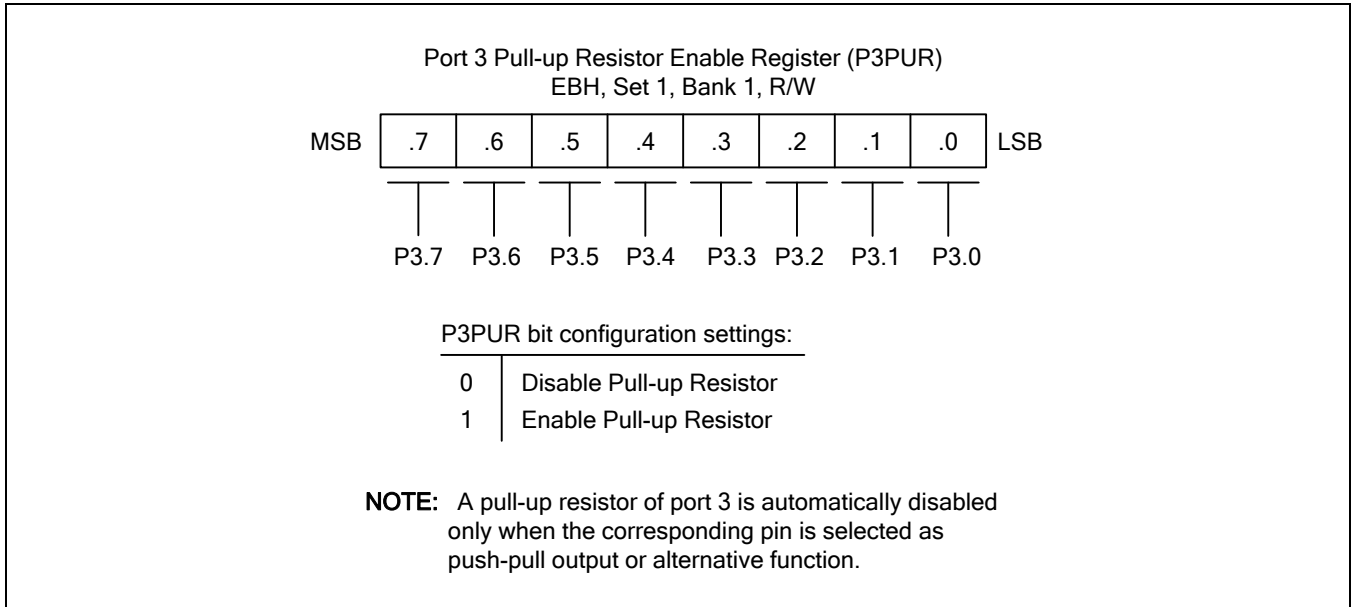 Port 3 Pull-up Resistor Enable Register (P3PUR)
EBH, Set 1, Bank 1, R/W
MSB .7 .6 .5 .4 .3 .2 .1 .0 LSB
P3.7 P3.6 P3.5 P3.4 P3.3 P3.2 P3.1 P3.0
P3PUR bit configuration settings:
0 Disable Pull-up Resistor
1 Enable Pull-up Resistor
NOTE: A pull-up resistor of port 3 is automatically disabled
only when the corresponding pin is selected as
push-pull output or alternative function.